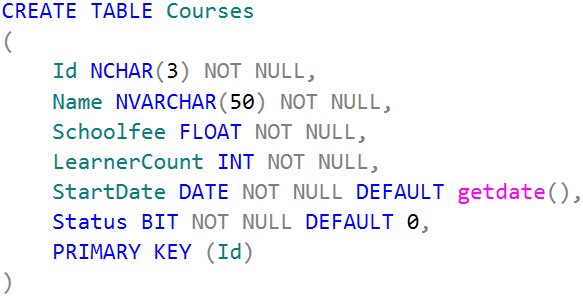 CREATE TABLE Courses
(
    Id NCHAR(3) NOT NULL,
    Name NVARCHAR(50) NOT NULL,
    Schoolfee FLOAT NOT NULL,
    LearnerCount INT NOT NULL,
    StartDate DATE NOT NULL DEFAULT getdate(),
    Status BIT NOT NULL DEFAULT 0,
    PRIMARY KEY (Id)
)